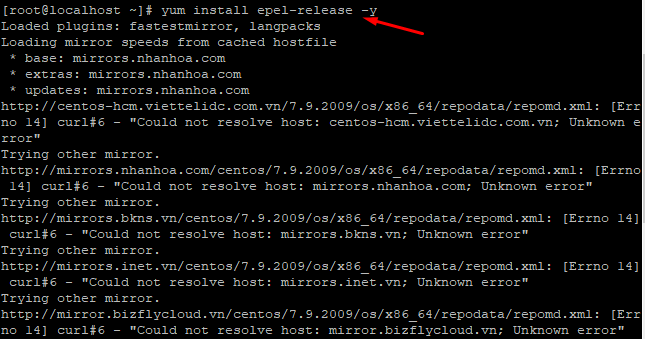 [root@localhost ~]# yum install epel-release -y
Loaded plugins: fastestmirror, langpacks
Loading mirror speeds from cached hostfile
 * base: mirrors.nhanhoa.com
 * extras: mirrors.nhanhoa.com
 * updates: mirrors.nhanhoa.com
http://centos-hcm.viettelidc.com.vn/7.9.2009/os/x86_64/repodata/repomd.xml: [Err
no 14] curl#6 - "Could not resolve host: centos-hcm.viettelidc.com.vn; Unknown e
rror"
Trying other mirror.
http://mirrors.nhanhoa.com/centos/7.9.2009/os/x86_64/repodata/repomd.xml: [Errno
 14] curl#6 - "Could not resolve host: mirrors.nhanhoa.com; Unknown error"
Trying other mirror.
http://mirrors.bkns.vn/centos/7.9.2009/os/x86_64/repodata/repomd.xml: [Errno 14]
 curl#6 - "Could not resolve host: mirrors.bkns.vn; Unknown error"
Trying other mirror.
http://mirrors.inet.vn/centos/7.9.2009/os/x86_64/repodata/repomd.xml: [Errno 14]
 curl#6 - "Could not resolve host: mirrors.inet.vn; Unknown error"
Trying other mirror.
http://mirror.bizflycloud.vn/centos/7.9.2009/os/x86_64/repodata/repomd.xml: [Err
no 14] curl#6 - "Could not resolve host: mirror.bizflycloud.vn; Unknown error"